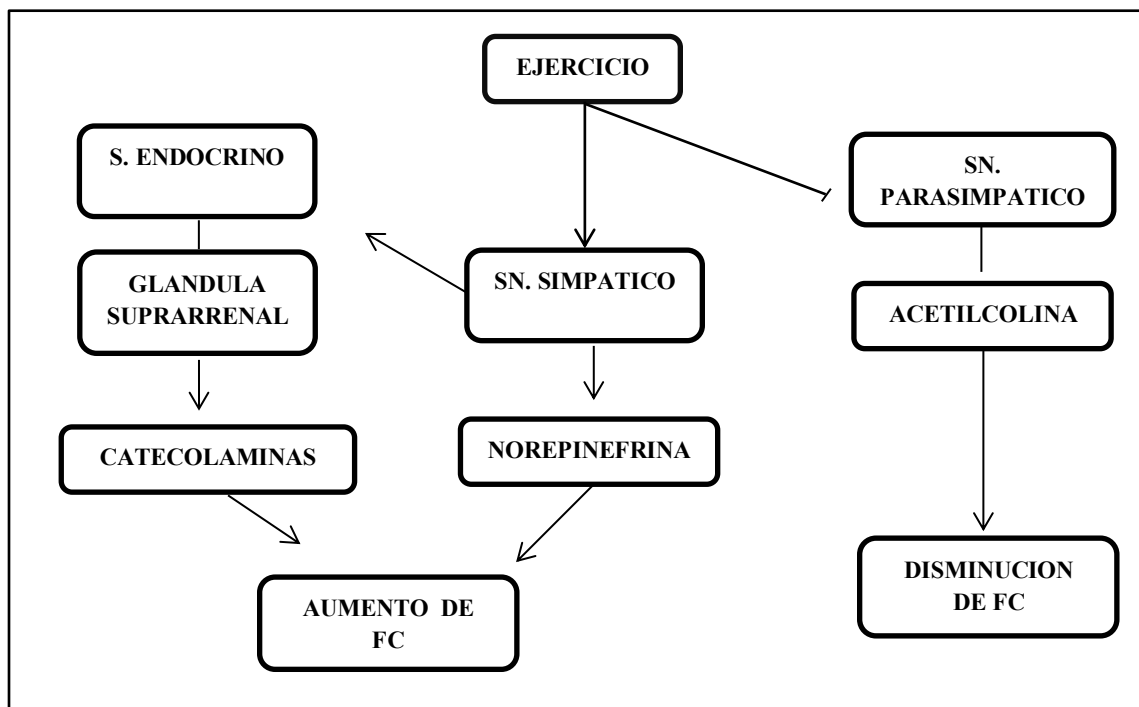 EJERCICIO
S. ENDOCRINO
SN.
PARASIMPATICO
GLANDULA
SUPRARRENAL
SN. SIMPATICO
ACETILCOLINA
CATECOLAMINAS
NOREPINEFRINA
DISMINUCION
DE FC
AUMENTO DE
FC